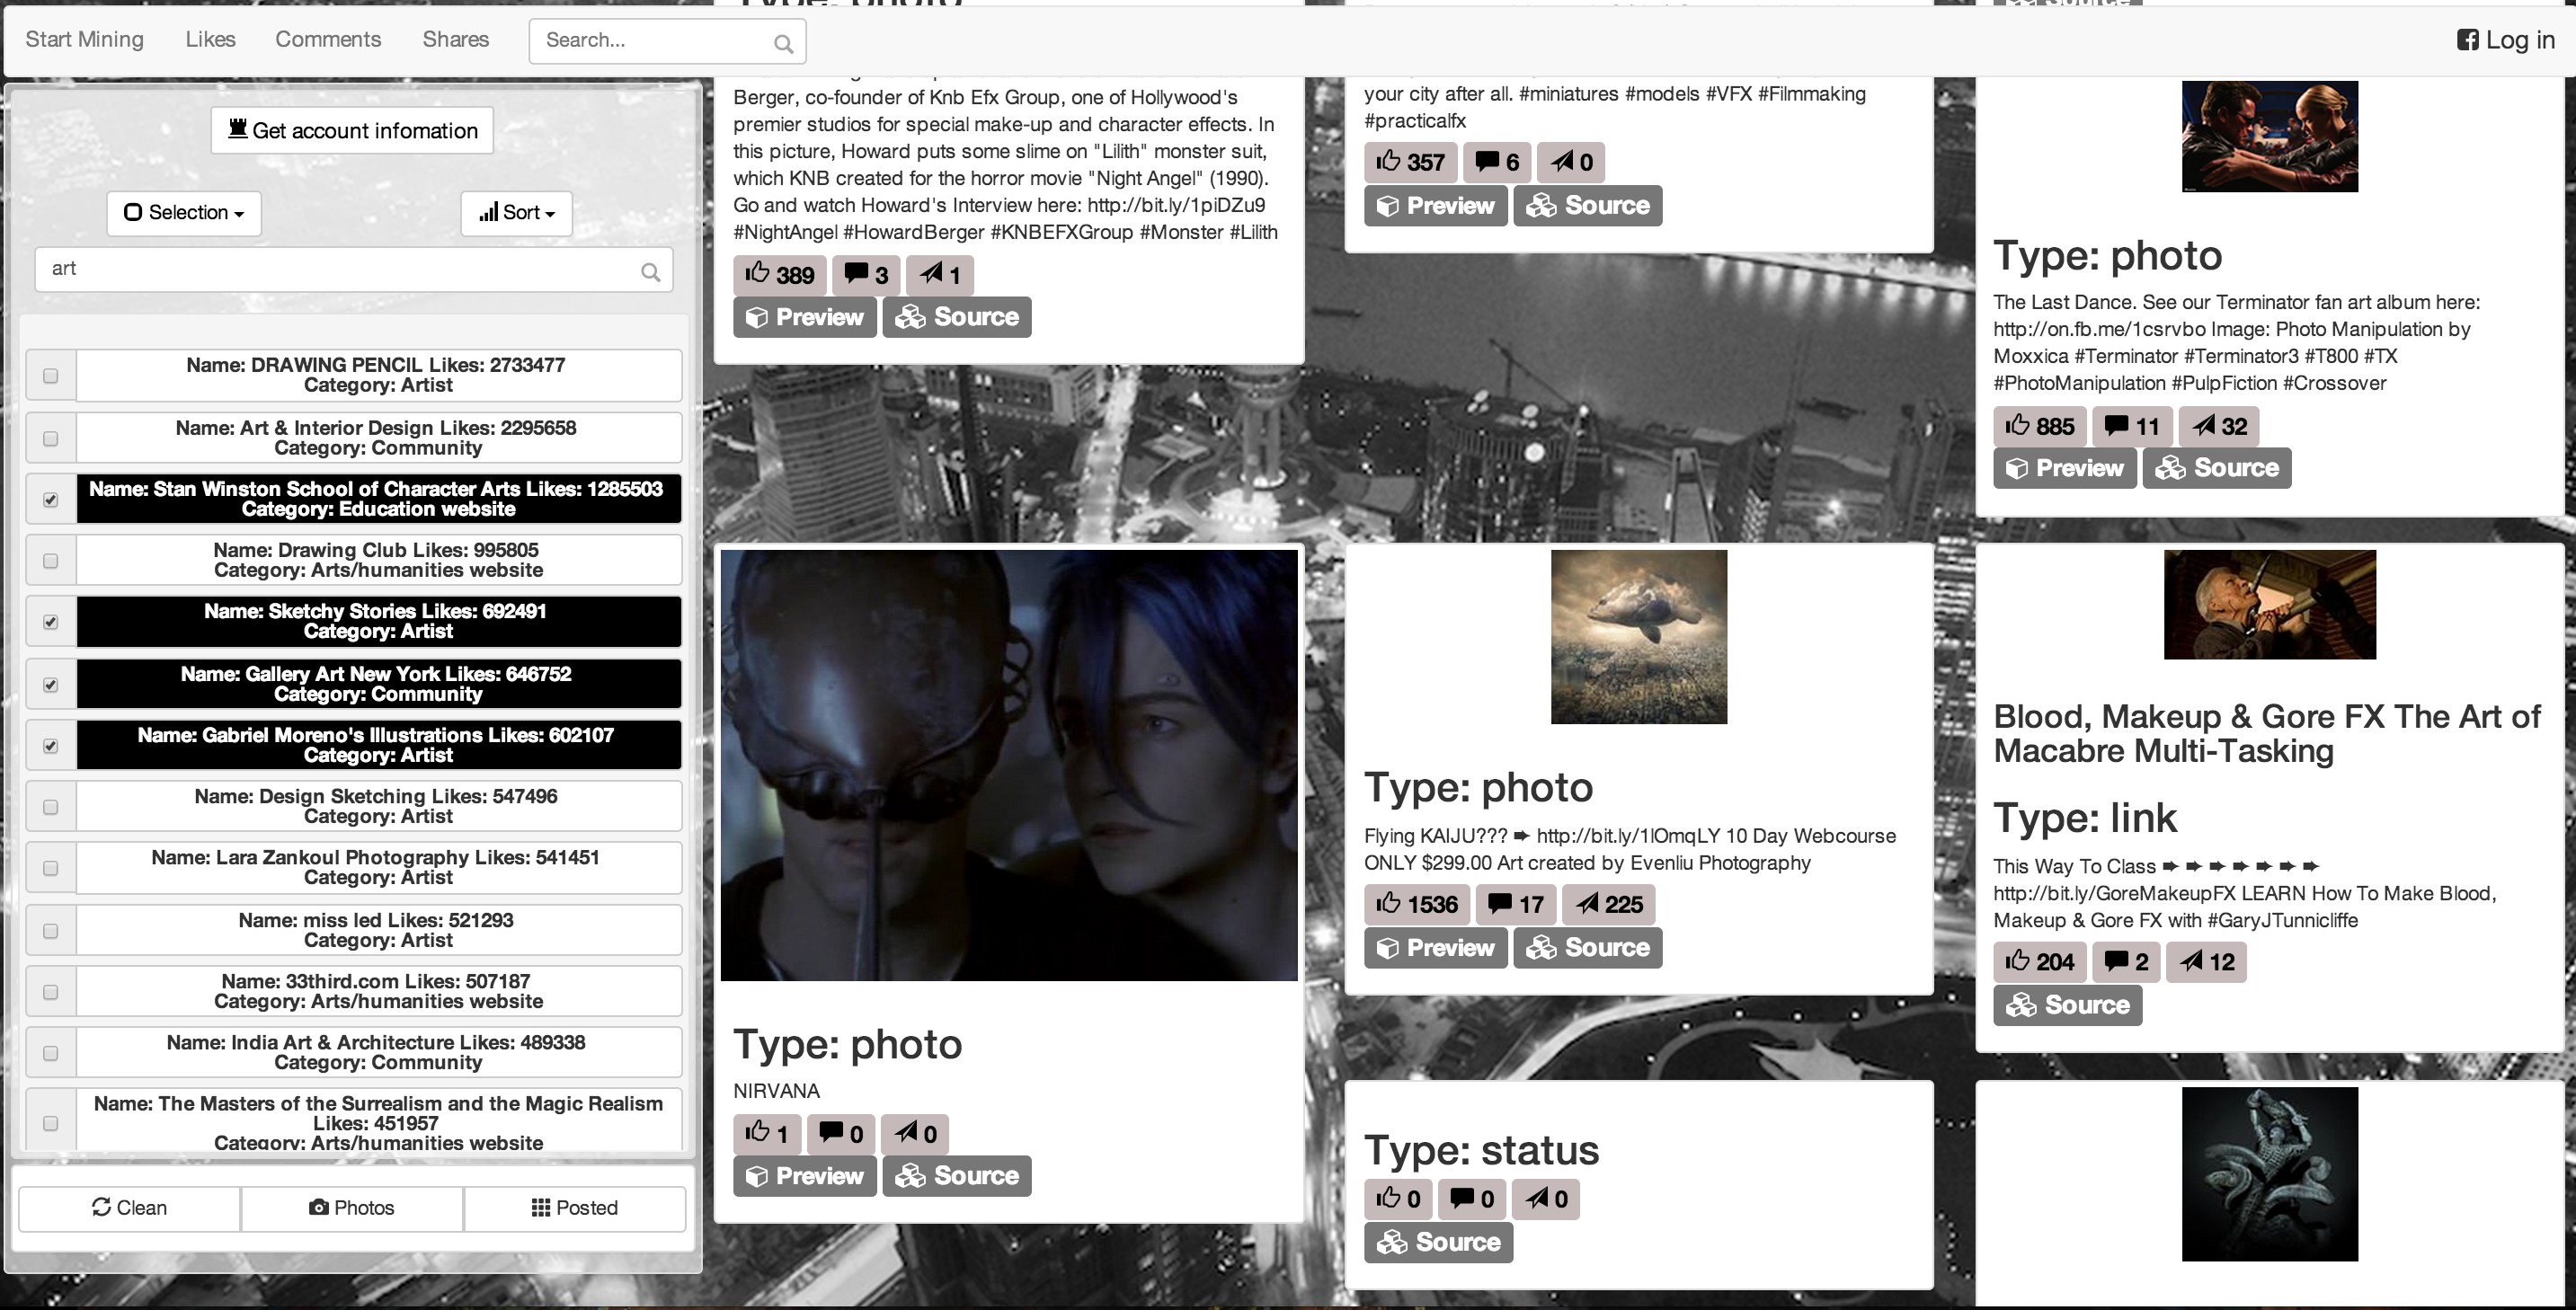 Start Mining
Likes
Comments
Shares
Search...
Log in
Get account infomation
Selection
Sort
art
Name: DRAWING PENCIL Likes: 2733477
Category: Artist
Name: Art & Interior Design Likes: 2295658
Category: Community
Name: Stan Winston School of Character Arts Likes: 1285503
Category: Education website
Name: Drawing Club Likes: 995805
Category: Arts/humanities website
Name: Sketchy Stories Likes: 692491
Category: Artist
Name: Gallery Art New York Likes: 646752
Category: Community
Name: Gabriel Moreno's Illustrations Likes: 602107
Category: Artist
Name: Design Sketching Likes: 547496
Category: Artist
Name: Lara Zankoul Photography Likes: 541451
Category: Artist
Name: miss led Likes: 521293
Category: Artist
Name: 33third.com Likes: 507187
Category: Arts/humanities website
Name: India Art & Architecture Likes: 489338
Category: Community
Name: The Masters of the Surrealism and the Magic Realism
Likes: 451957
Category: Arts/humanities website
Clean
Photos
Posted
Type: photo
Berger, co-founder of Knb Efx Group, one of Hollywood's
premier studios for special make-up and character effects. In
this picture, Howard puts some slime on "Lilith" monster suit,
which KNB created for the horror movie "Night Angel" (1990).
Go and watch Howard's Interview here: http://bit.ly/1piDZu9
#NightAngel #HowardBerger #KNBEFXGroup #Monster #Lilith
389 3 1
Preview Source
Type: photo
NIRVANA
1 0 0
Preview Source
your city after all. #miniatures #models #VFX #Filmmaking
#practicalfx
357 6 0
Preview Source
Type: photo
Flying KAIJU??? ➨ http://bit.ly/1lOmqLY 10 Day Webcourse
ONLY $299.00 Art created by Evenliu Photography
1536 17 225
Preview Source
Type: status
0 0 0
Source
Source
Type: photo
The Last Dance. See our Terminator fan art album here:
http://on.fb.me/1csrvbo Image: Photo Manipulation by
Moxxica #Terminator #Terminator3 #T800 #TX
#PhotoManipulation #PulpFiction #Crossover
885 11 32
Preview Source
Blood, Makeup & Gore FX The Art of
Macabre Multi-Tasking
Type: link
This Way To Class ➨ ➨ ➨ ➨ ➨ ➨ ➨
http://bit.ly/GoreMakeupFX LEARN How To Make Blood,
Makeup & Gore FX with #GaryJTunnicliffe
204 2 12
Source